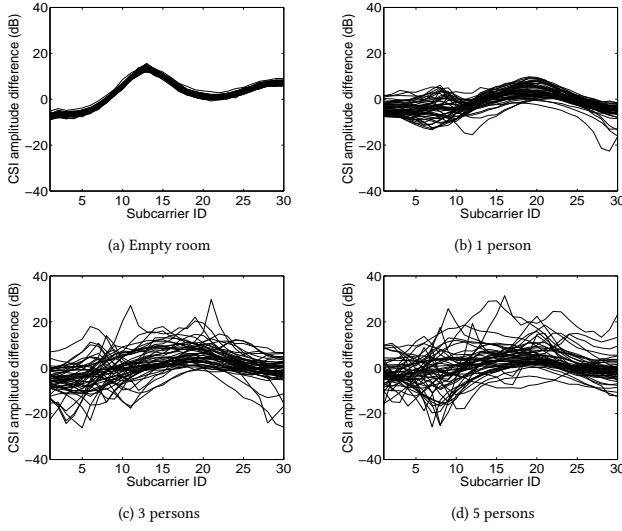 CSI amplitude difference (dB)
40
20
0
−20
−40
5 10 15 20 25 30
Subcarrier ID
(a) Empty room
CSI amplitude difference (dB)
40
20
0
−20
−40
5 10 15 20 25 30
Subcarrier ID
(b) 1 person
CSI amplitude difference (dB)
40
20
0
−20
−40
5 10 15 20 25 30
Subcarrier ID
(c) 3 persons
CSI amplitude difference (dB)
40
20
0
−20
−40
5 10 15 20 25 30
Subcarrier ID
(d) 5 persons